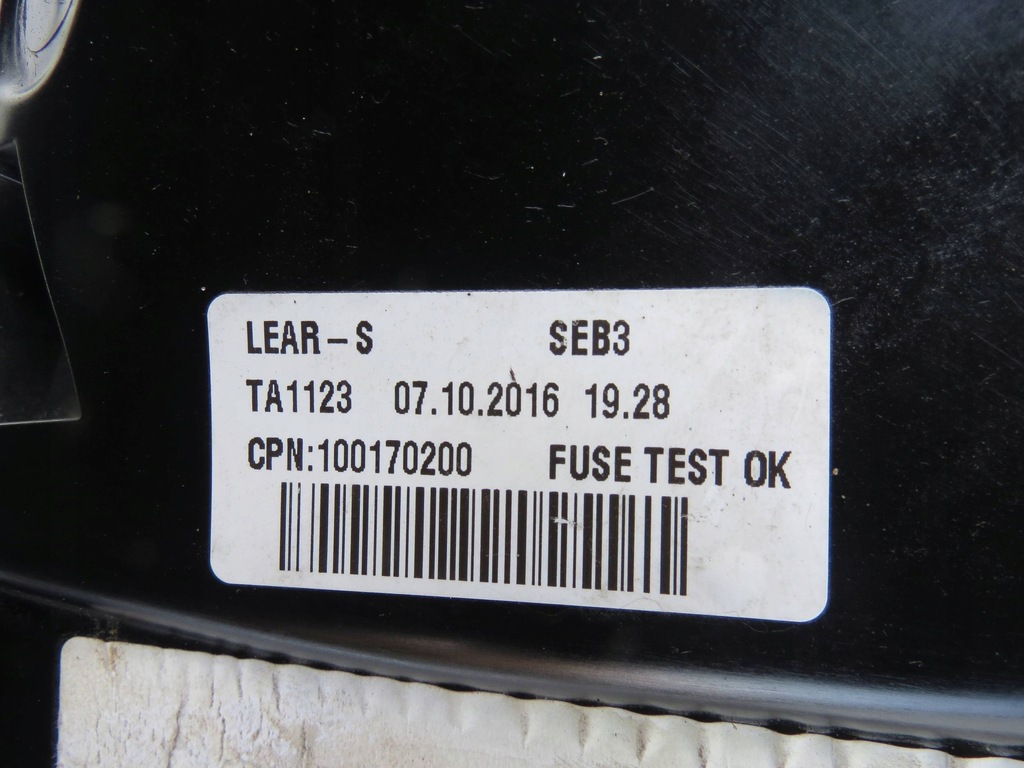 LEAR-S SEB3
TA1123 07.10.2016 19.28
CPN:100170200 FUSE TEST OK